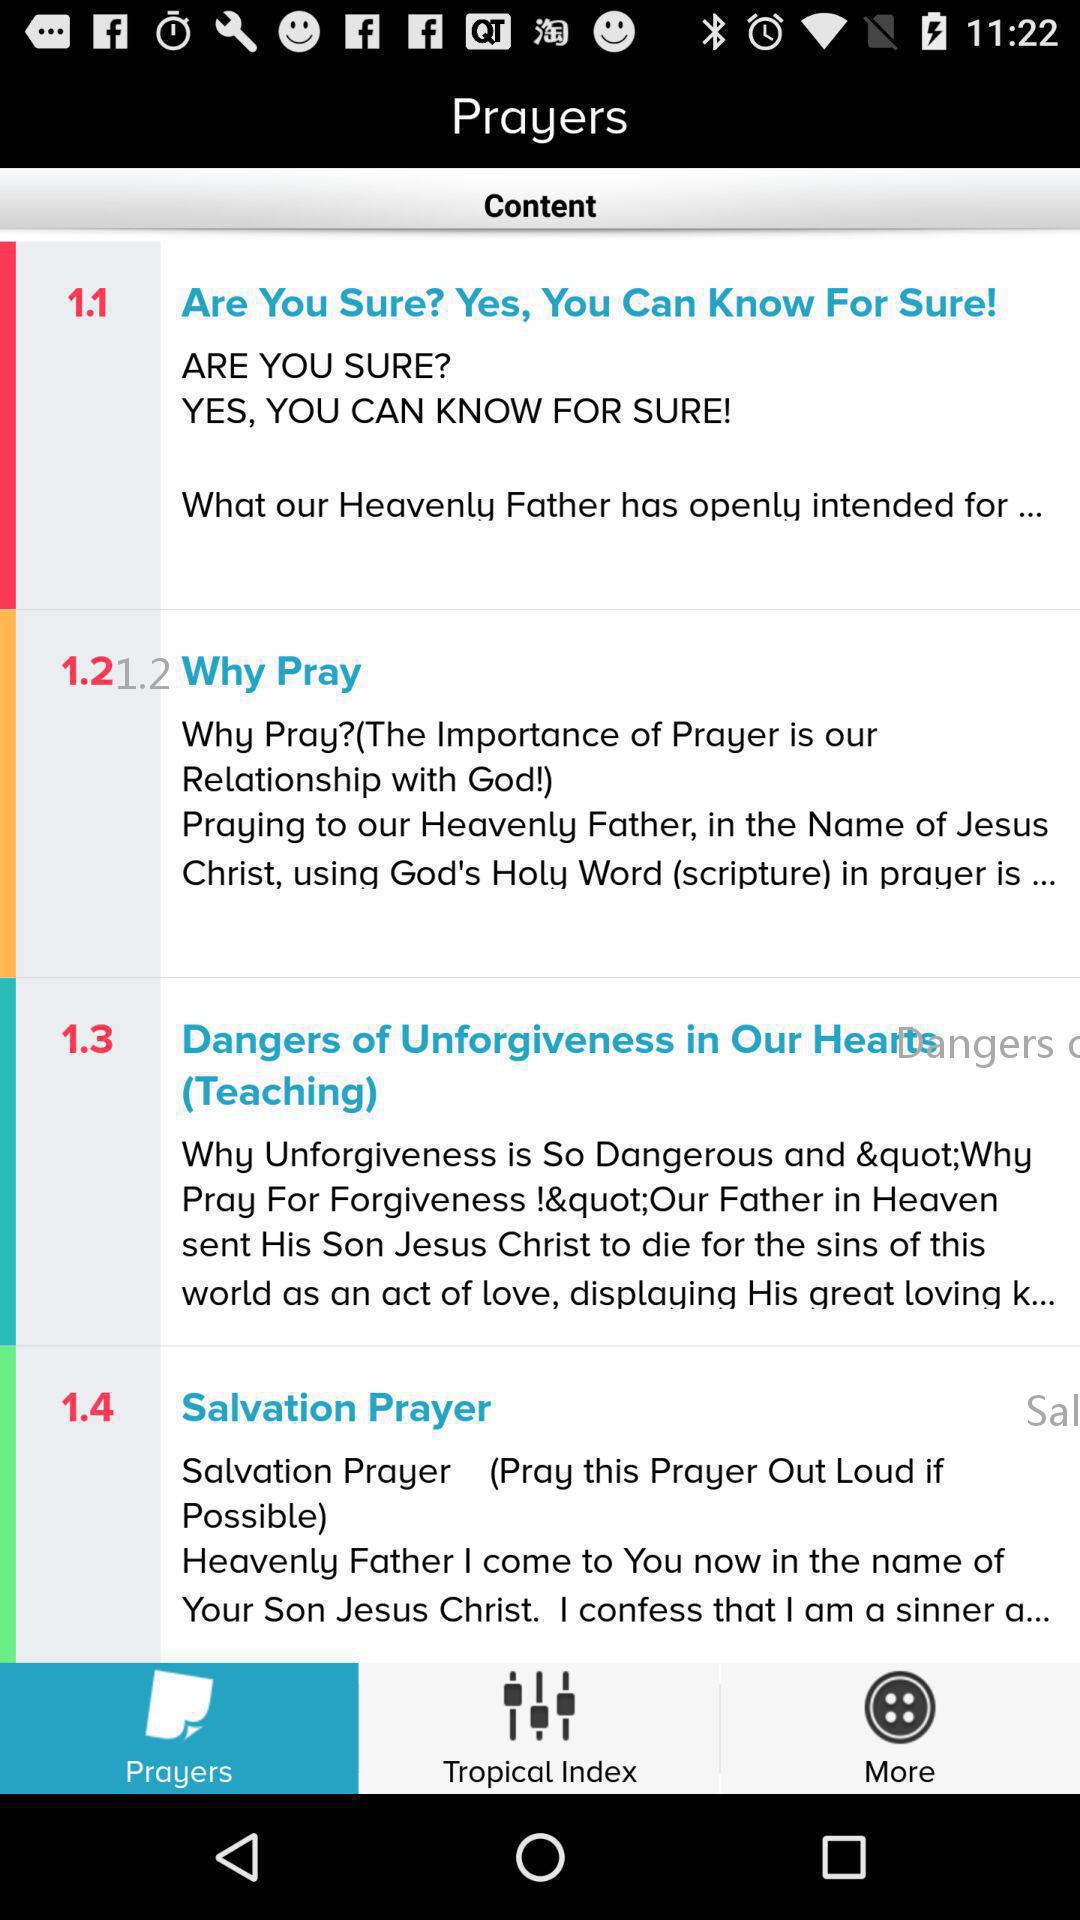 QT 淘 11:22
Prayers
Content
1.1 Are You Sure? Yes, You Can Know For Sure!
ARE YOU SURE?
YES, YOU CAN KNOW FOR SURE!
What our Heavenly Father has openly intended for ...
1.2 1.2 Why Pray
Why Pray?(The Importance of Prayer is our
Relationship with God!)
Praying to our Heavenly Father, in the Name of Jesus
Christ, using God's Holy Word (scripture) in prayer is ...
1.3 Dangers of Unforgiveness in Our Hearts Dangers o
(Teaching)
Why Unforgiveness is So Dangerous and &quot;Why
Pray For Forgiveness !&quot;Our Father in Heaven
sent His Son Jesus Christ to die for the sins of this
world as an act of love, displaying His great loving k...
1.4 Salvation Prayer Sal
Salvation Prayer    (Pray this Prayer Out Loud if
Possible)
Heavenly Father I come to You now in the name of
Your Son Jesus Christ.  I confess that I am a sinner a...
Prayers Tropical Index More